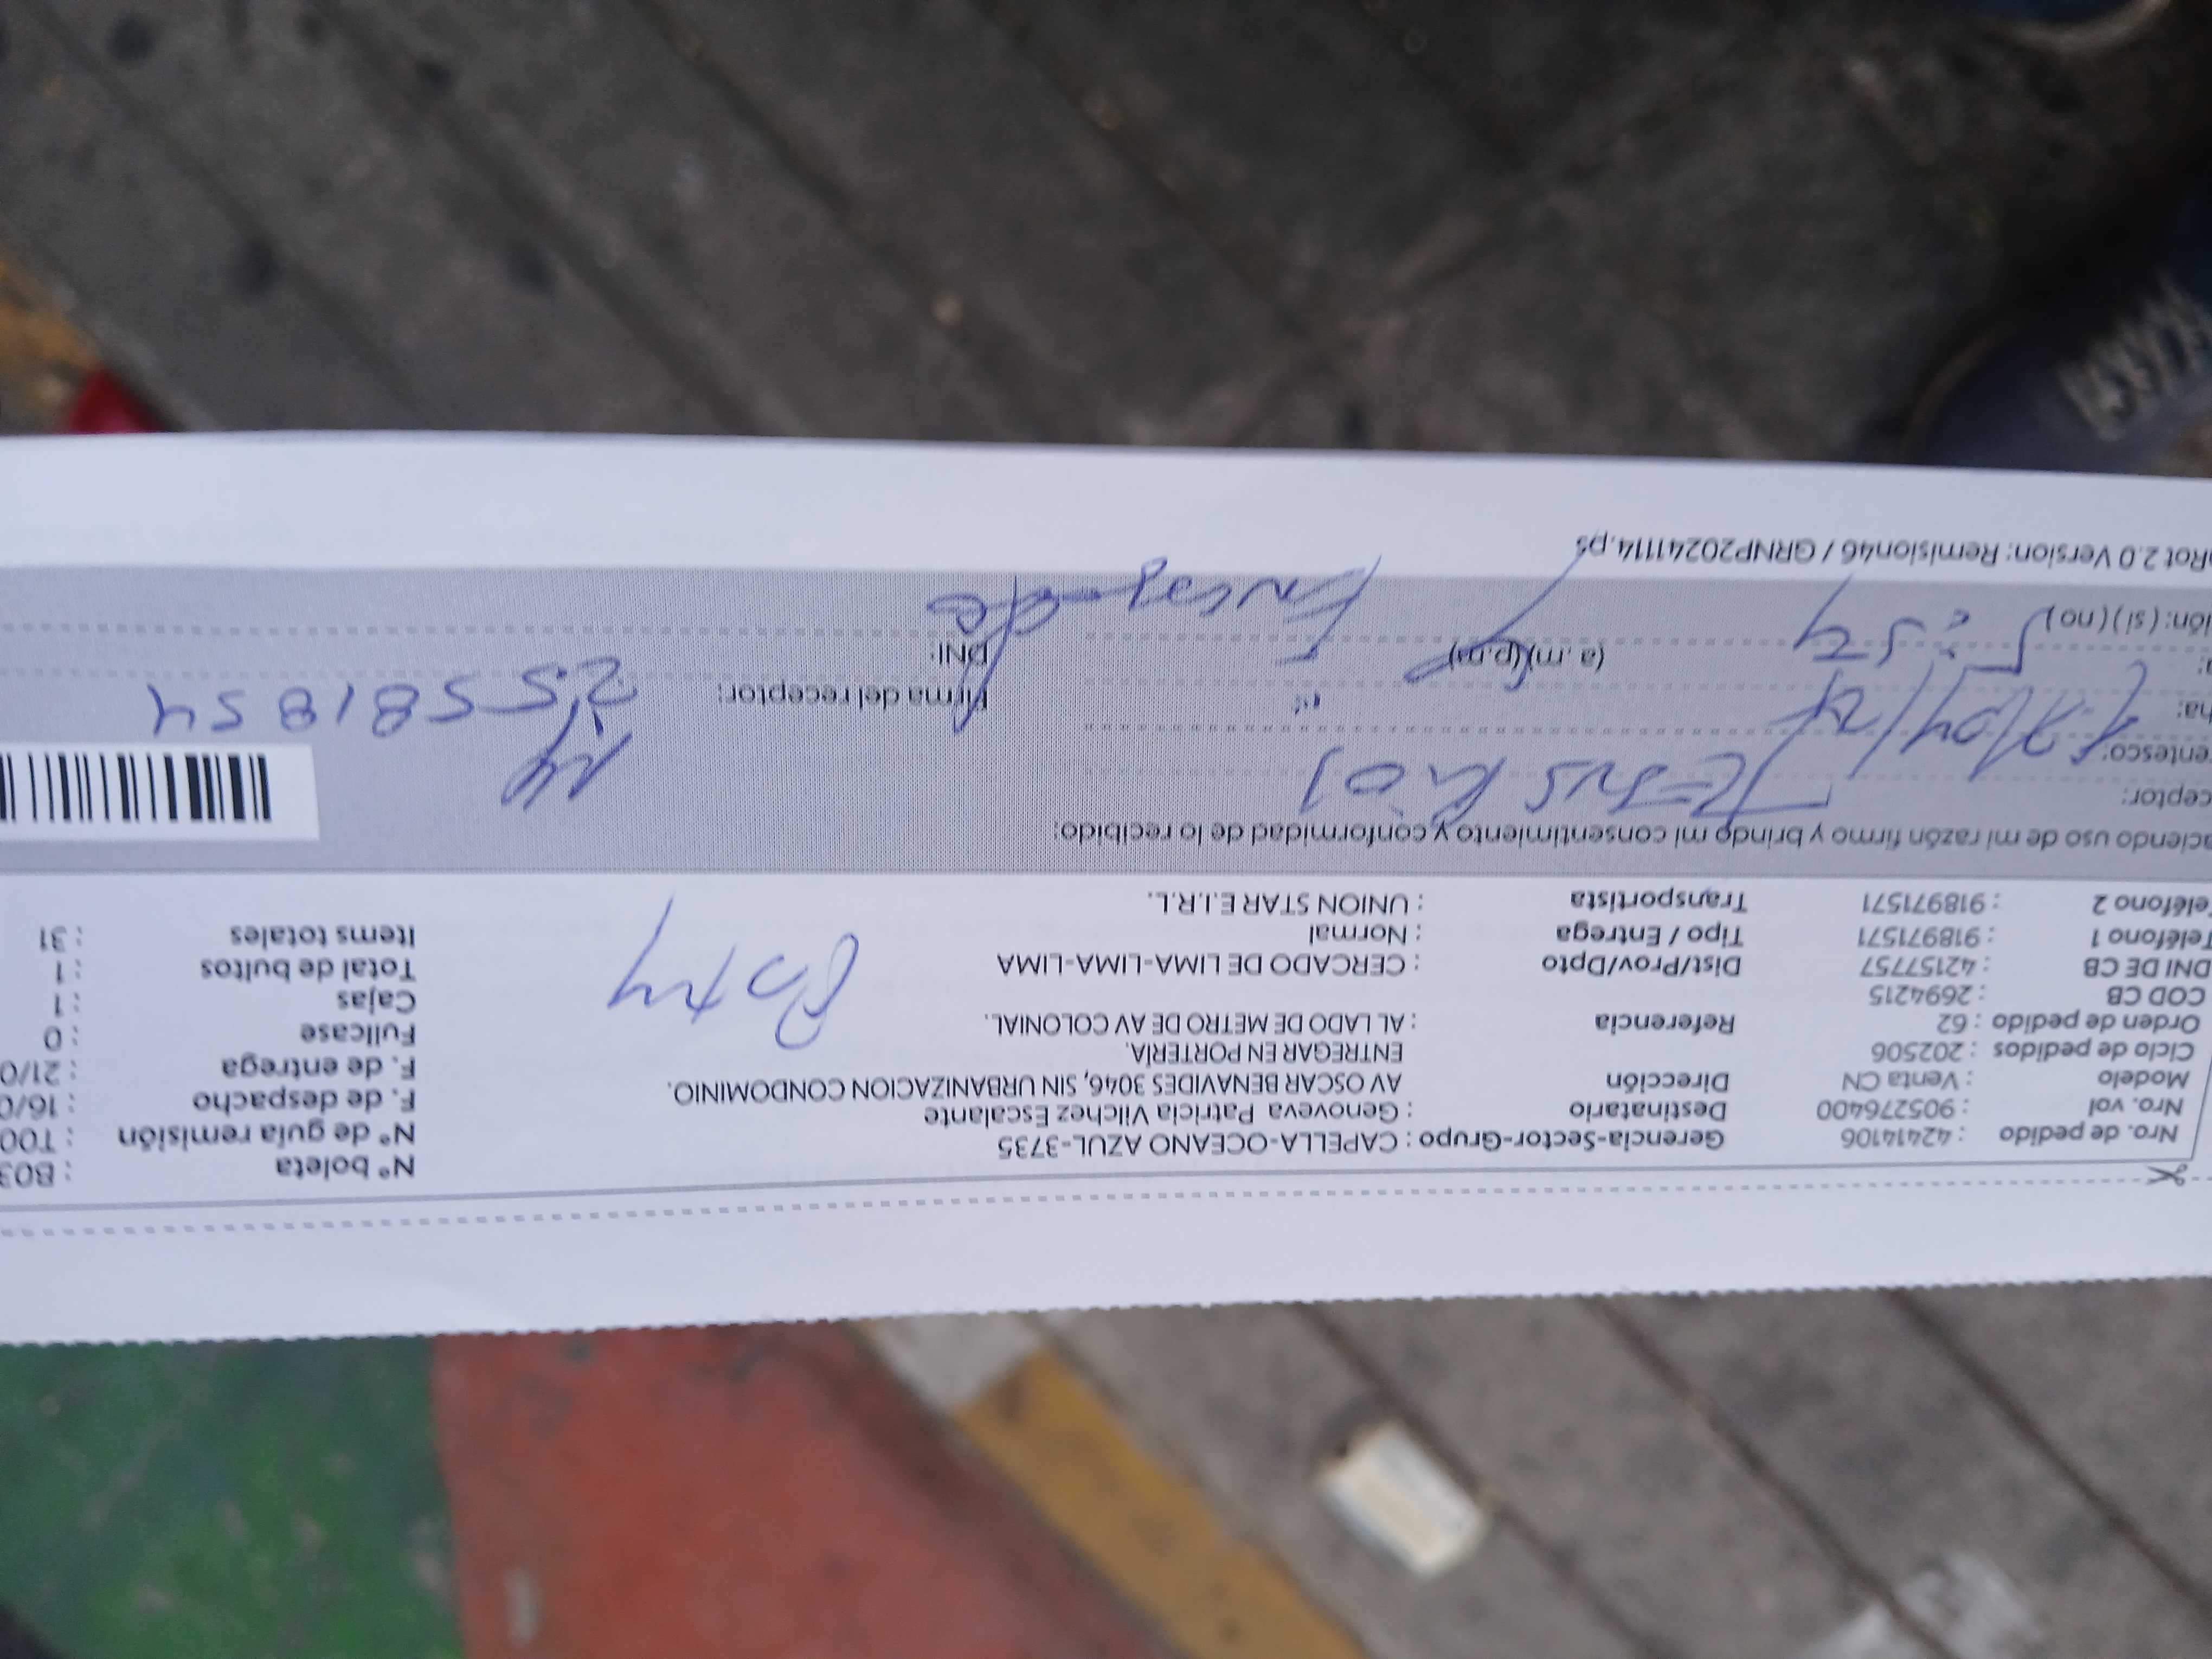 Nro. de pedido : 42414106 Gerencia-Sector-Grupo : CAPELLA-OCEANO AZUL-3735 Nº boleta : B03
Nro. vol : 905276400 Destinatario : Genoveva Patricia Vilchez Escalante Nº de guía remisión : T00
Modelo : Venta CN Dirección AV OSCAR BENAVIDES 3046, SIN URBANIZACION CONDOMINIO. F. de despacho : 16/0
Ciclo de pedidos : 202506 ENTREGAR EN PORTERÍA. F. de entrega : 21/0
Orden de pedido : 62 Referencia : AL LADO DE METRO DE AV COLONIAL. Fullcase : 0
COD CB : 2694215 Cajas : 1
DNI DE CB : 42157757 Dist/Prov/Dpto : CERCADO DE LIMA-LIMA-LIMA Total de bultos : 1
Teléfono 1 : 918971571 Tipo / Entrega : Normal Items totales : 31
Teléfono 2 : 918971571 Transportista : UNION STAR E.I.R.L.
Paty
aciendo uso de mi razón firmo y brindo mi consentimiento y conformidad de lo recibido:
ceptor:
entesco:
ha: Firma del receptor: 25581854
a: 5:54 (a.m)(p.m) DNI:
ión: (si) (no)
Rot 2.0 Version: Remision46 / GRNP20241114.ps